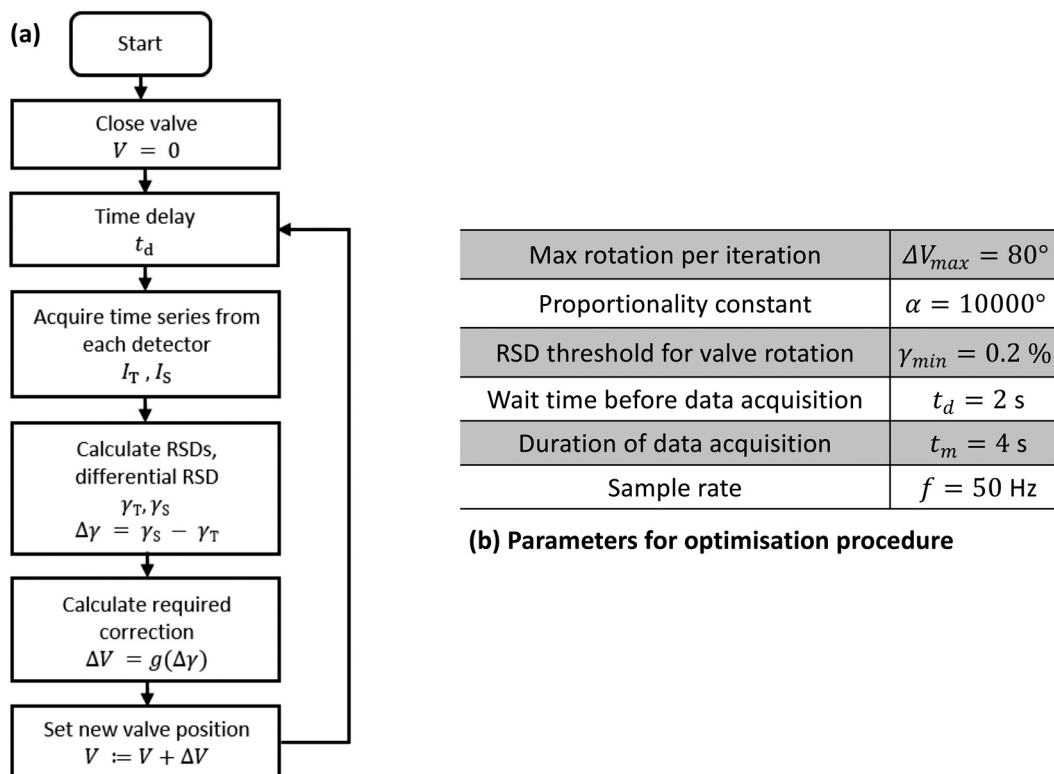 (a)
Start
Close valve
V = 0
Time delay
t_d
Acquire time series from
each detector
I_T , I_S
Calculate RSDs,
differential RSD
γ_T, γ_S
Δγ = γ_S − γ_T
Calculate required
correction
ΔV = g(Δγ)
Set new valve position
V := V + ΔV
Max rotation per iteration ΔV_max = 80°
Proportionality constant α = 10000°
RSD threshold for valve rotation γ_min = 0.2 %
Wait time before data acquisition t_d = 2 s
Duration of data acquisition t_m = 4 s
Sample rate f = 50 Hz
(b) Parameters for optimisation procedure